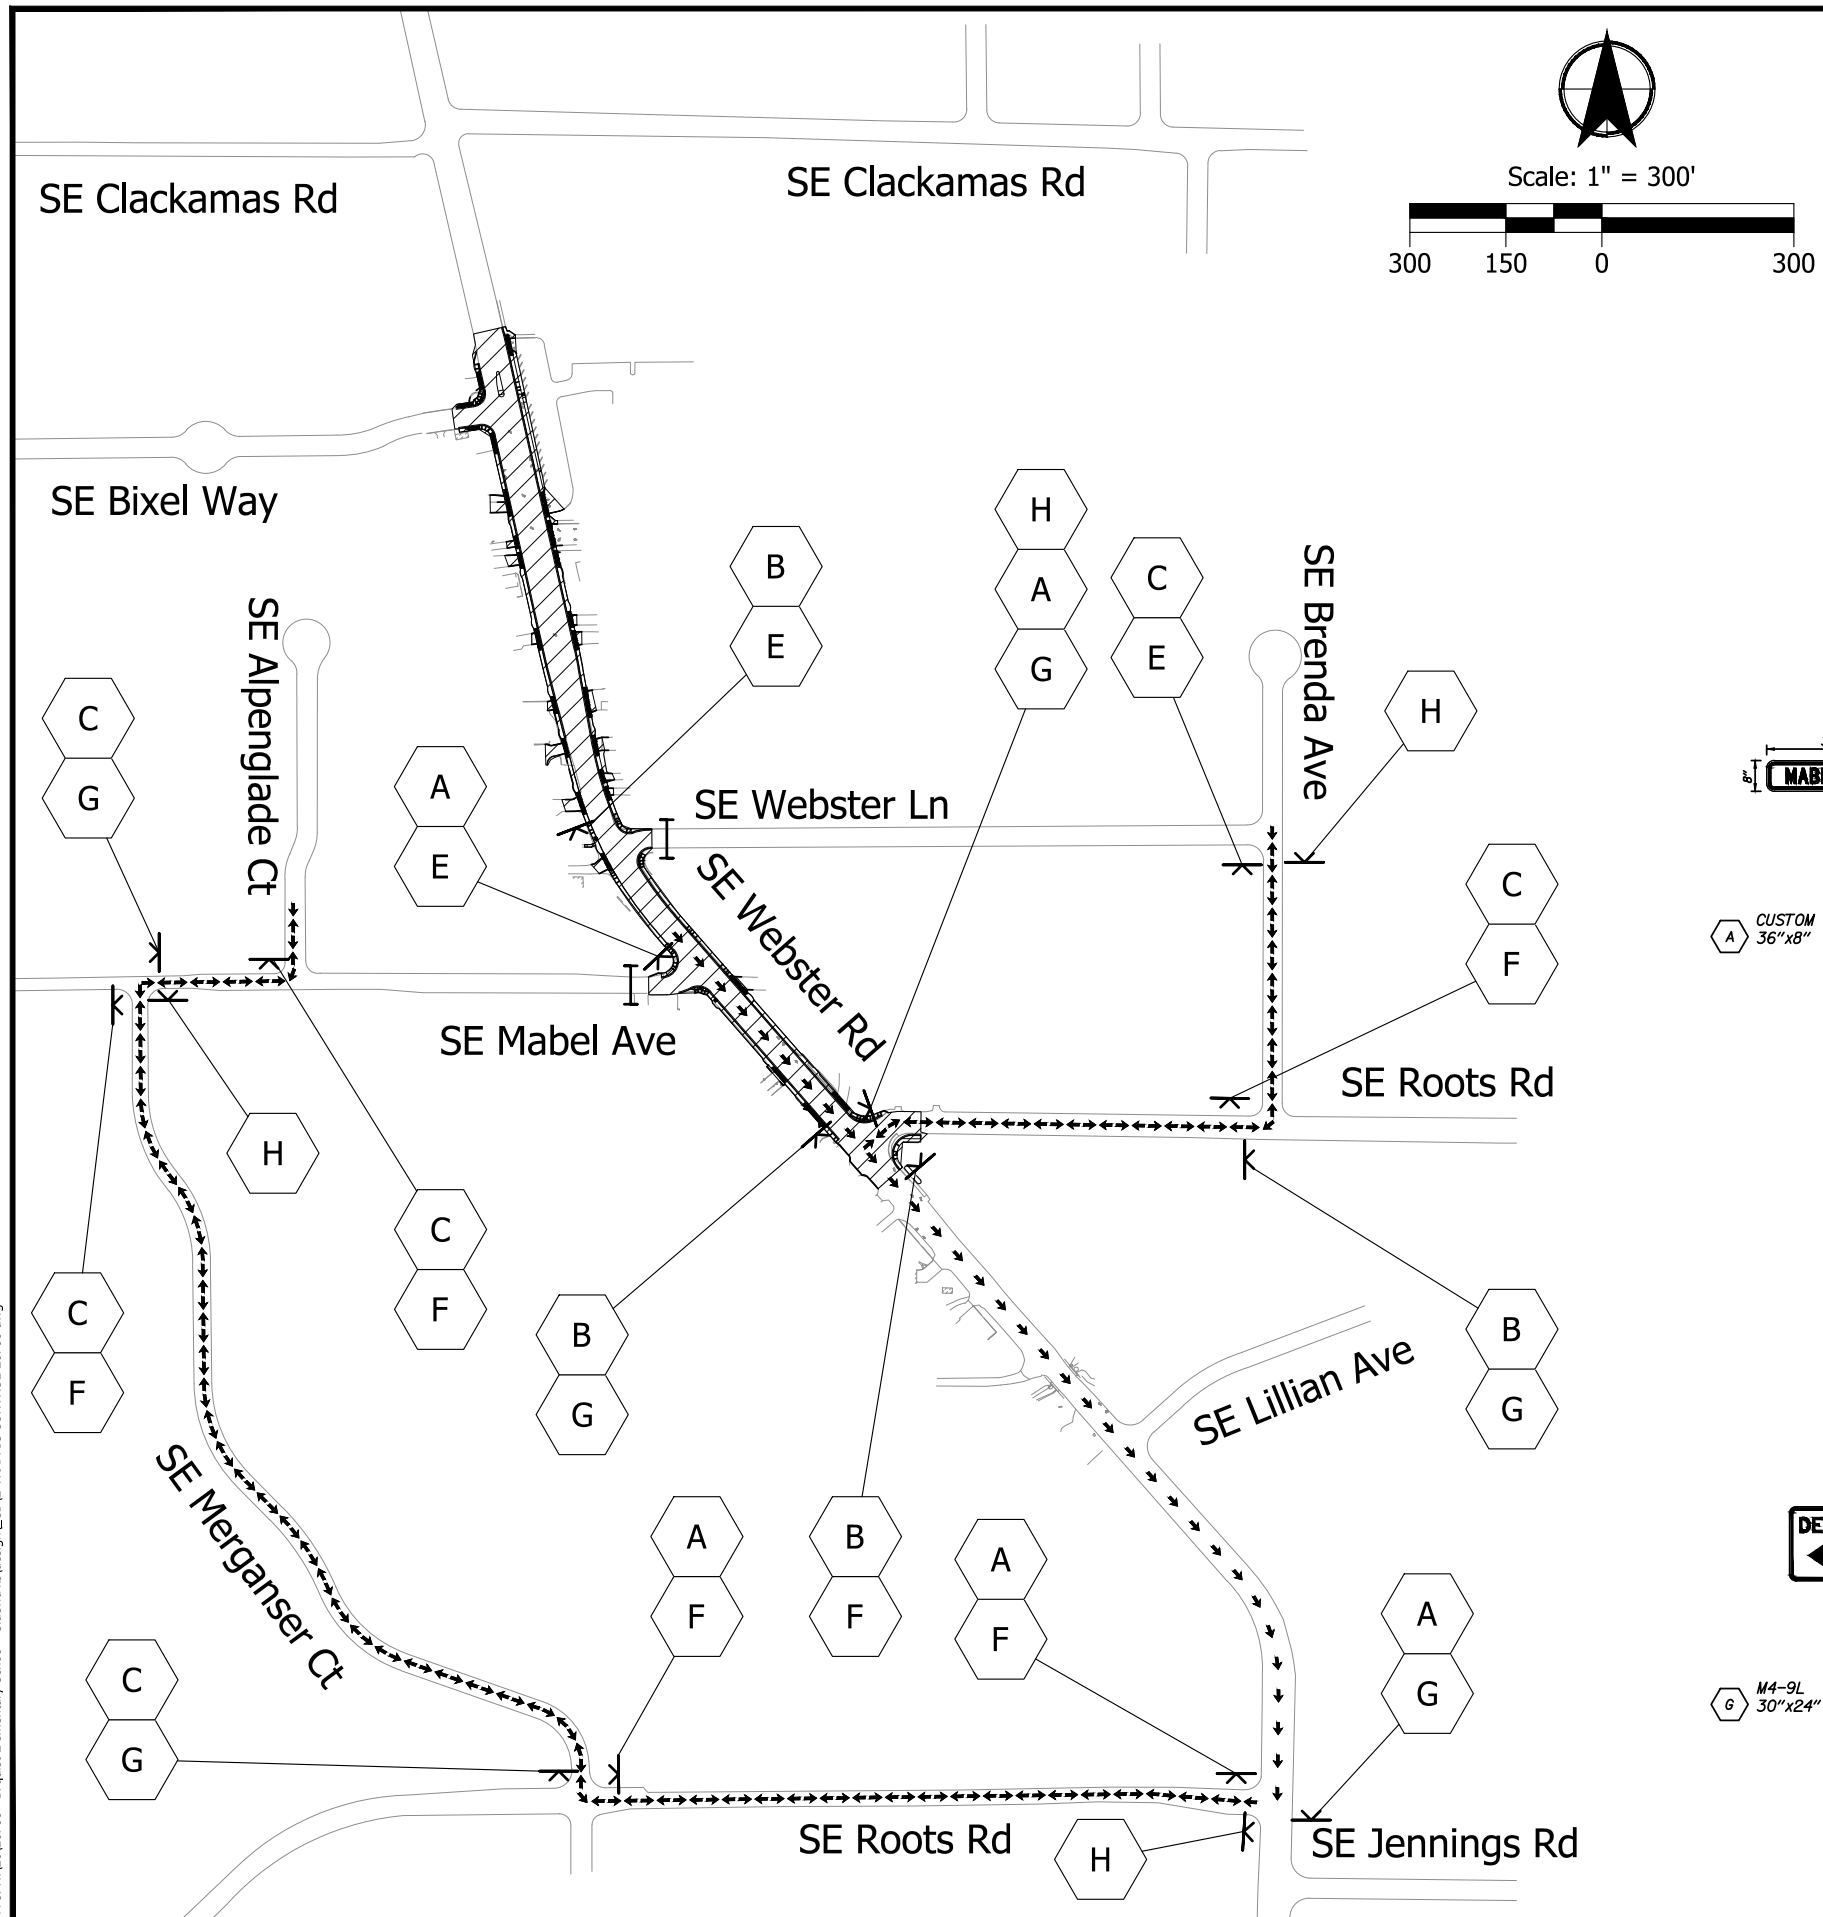 Scale: 1" = 300'
300 150 0 300
SE Clackamas Rd
SE Clackamas Rd
SE Bixel Way
SE Alpenglade Ct
SE Brenda Ave
B
E
H
A
G
C
E
H
C
G
A
E
SE Webster Ln
SE Webster Rd
8"
C
F
CUSTOM
A 36"x8"
SE Mabel Ave
SE Roots Rd
H
C
F
C
F
B
G
B
G
SE Lillian Ave
SE Merganser Ct
A
F
B
F
A
F
A
G
C
G
M4-9L
G 30"x24"
SE Roots Rd
H
SE Jennings Rd